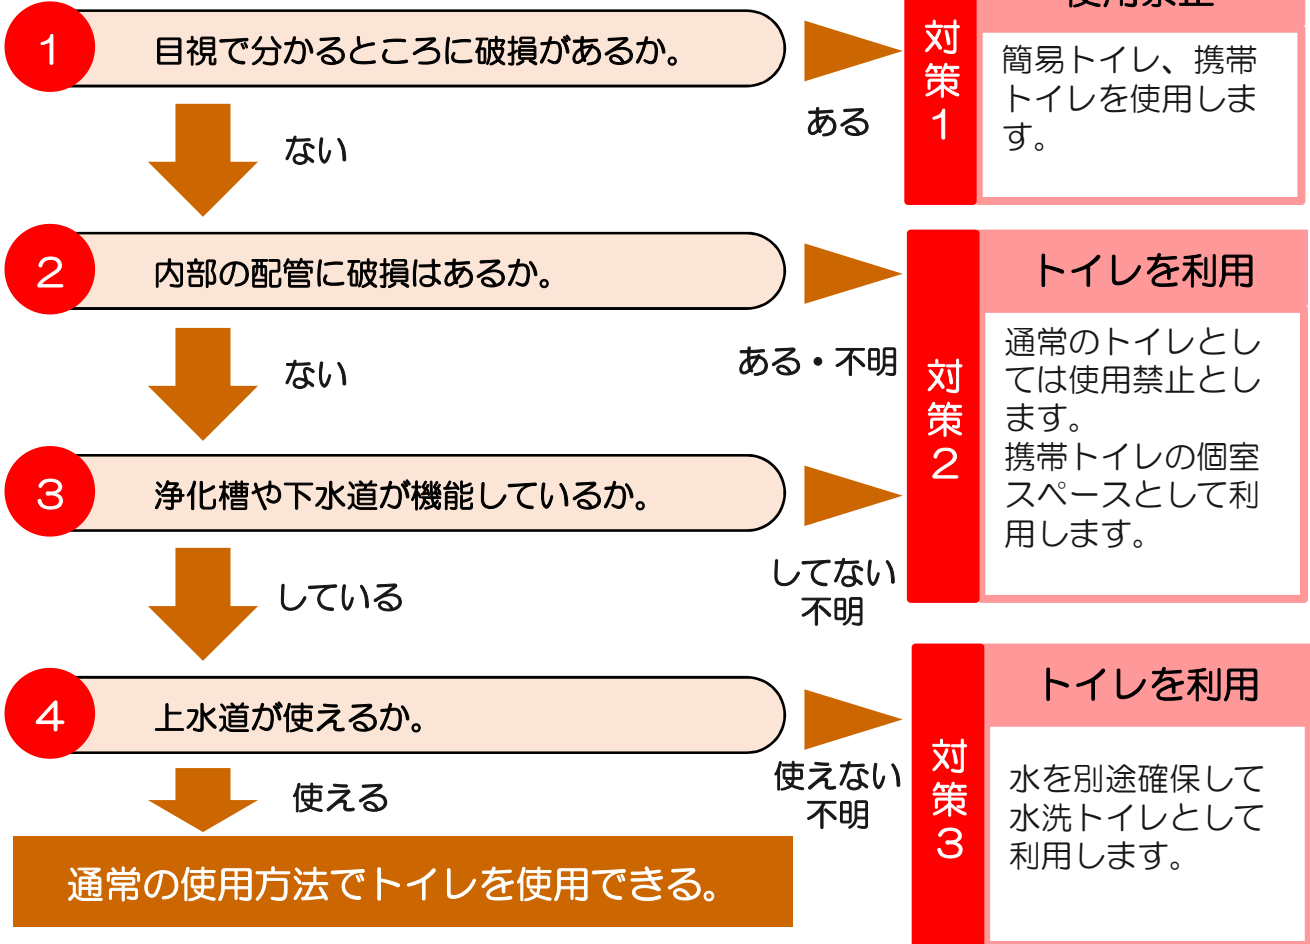 1
目視で分かるところに破損があるか。
ある
ない
対策1
簡易トイレ、携帯
トイレを使用しま
す。
2
内部の配管に破損はあるか。
ある・不明
ない
3
浄化槽や下水道が機能しているか。
してない
不明
している
対策2
トイレを利用
通常のトイレとし
ては使用禁止とし
ます。
携帯トイレの個室
スペースとして利
用します。
4
上水道が使えるか。
使えない
不明
使える
対策3
トイレを利用
水を別途確保して
水洗トイレとして
利用します。
通常の使用方法でトイレを使用できる。